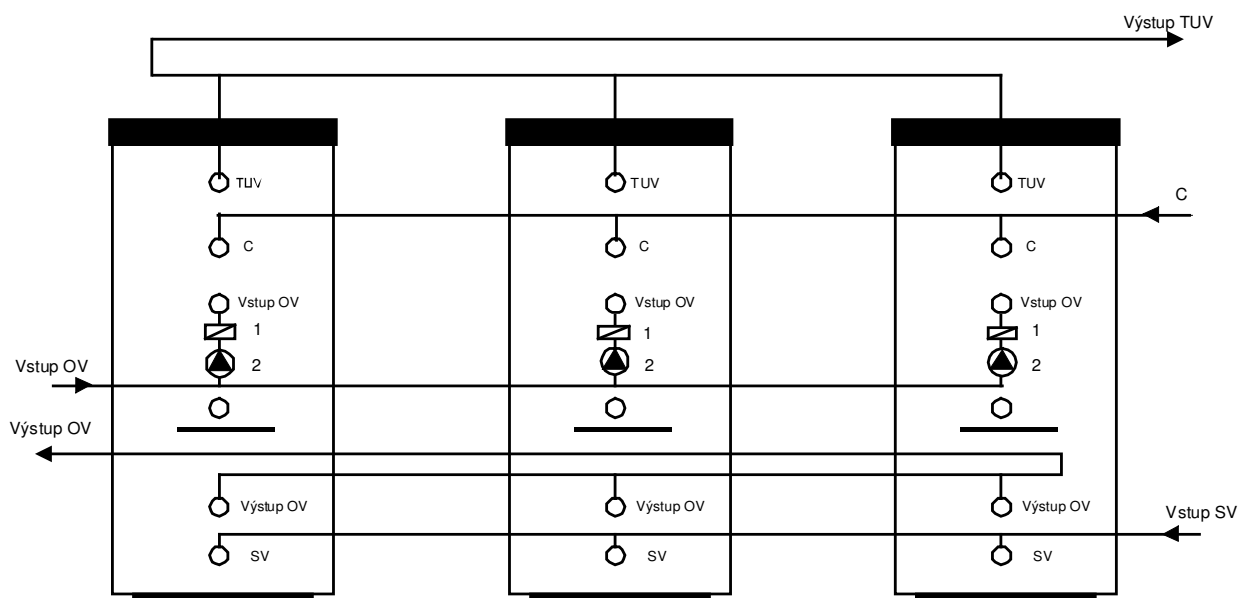 Výstup TUV
TUV TUV TUV
C
C C C
Vstup OV Vstup OV Vstup OV
1 1 1
Vstup OV
2 2 2
Výstup OV
Výstup OV Výstup OV Výstup OV
Vstup SV
SV SV SV